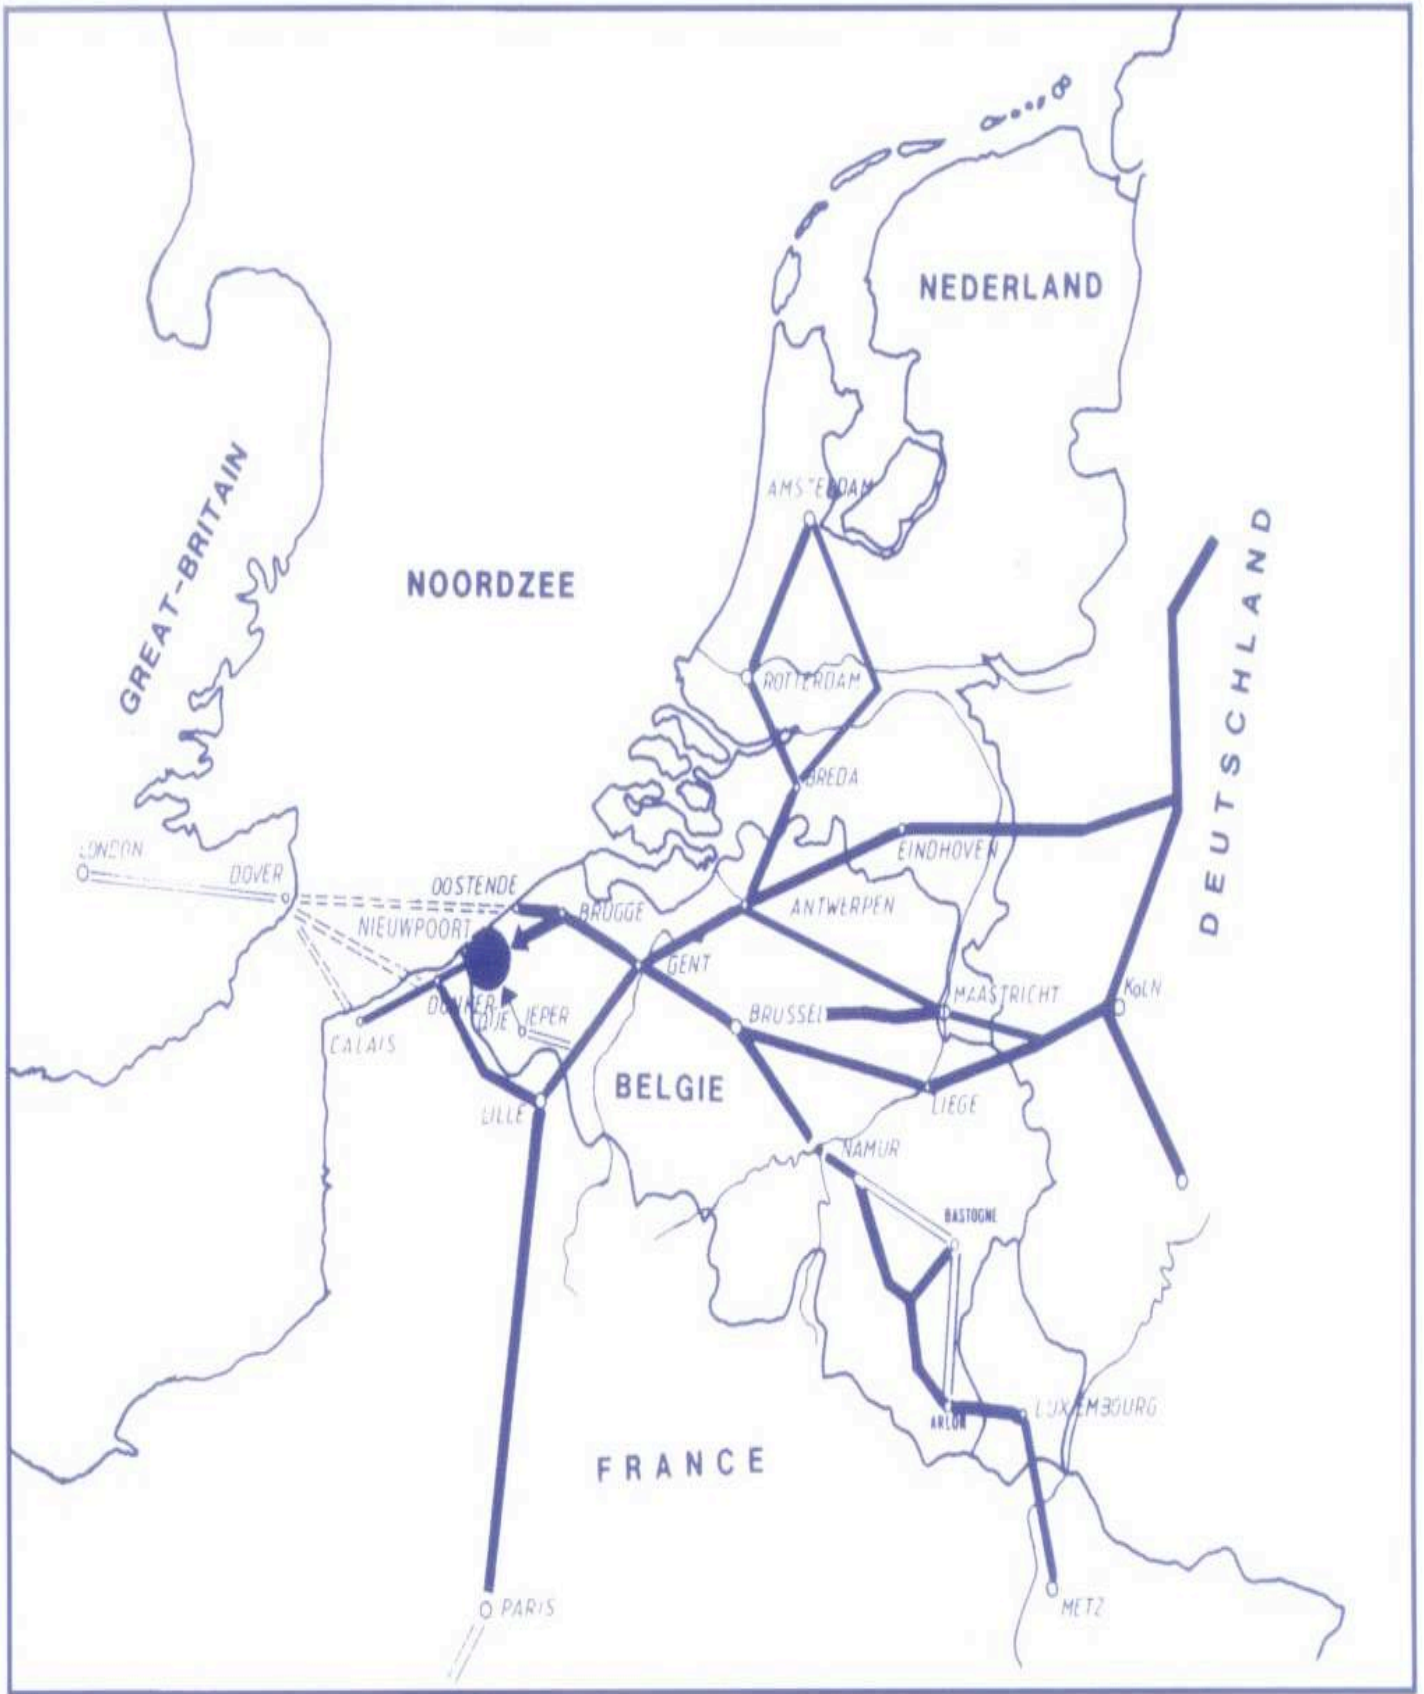 NEDERLAND
GREAT-BRITAIN
AMSTERDAM
DEUTSCHLAND
NOORDZEE
ROTTERDAM
BREDA
LONDON
DOVER
EINDHOVEN
OOSTENDE
BRUGGE
ANTWERPEN
NIEUWPOORT
GENT
MAASTRICHT
KOLN
BRUSSEL
IEPER
CALAIS
BELGIE
LILLE
LIEGE
NAMUR
BASTOGNE
ARLON
LUXEMBOURG
FRANCE
PARIS
METZ